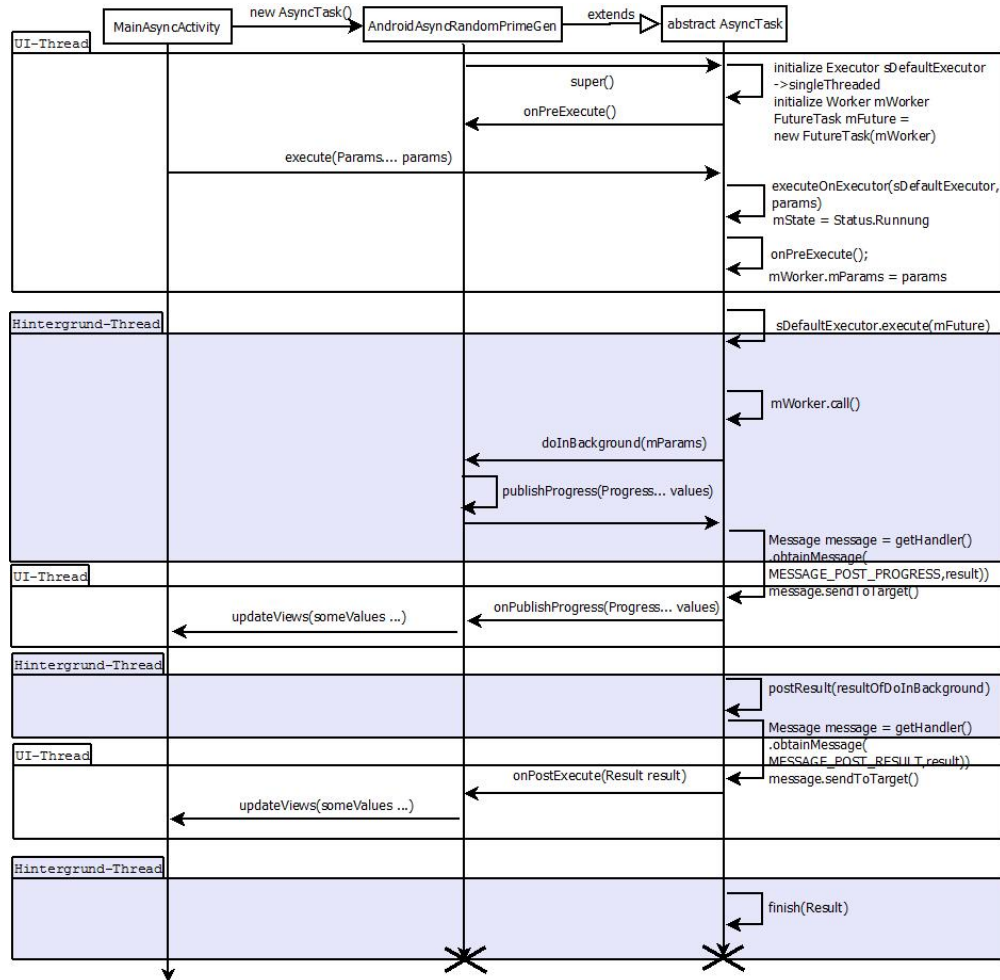 new AsyncTask()
extends
MainAsyncActivity
AndroidAsyncRandomPrimeGen
abstract AsyncTask
UI-Thread
super()
initialize Executor sDefaultExecutor
->singleThreaded
initialize Worker mWorker
FutureTask mFuture =
new FutureTask(mWorker)
onPreExecute()
execute(Params.... params)
executeOnExecutor(sDefaultExecutor,
params)
mState = Status.Runnung
onPreExecute();
mWorker.mParams = params
Hintergrund-Thread
sDefaultExecutor.execute(mFuture)
mWorker.call()
doInBackground(mParams)
publishProgress(Progress... values)
Message message = getHandler()
.obtainMessage(
MESSAGE_POST_PROGRESS,result))
message.sendToTarget()
UI-Thread
onPublishProgress(Progress... values)
updateViews(someValues ...)
Hintergrund-Thread
postResult(resultOfDoInBackground)
Message message = getHandler()
.obtainMessage(
MESSAGE_POST_RESULT,result))
message.sendToTarget()
UI-Thread
onPostExecute(Result result)
updateViews(someValues ...)
Hintergrund-Thread
finish(Result)